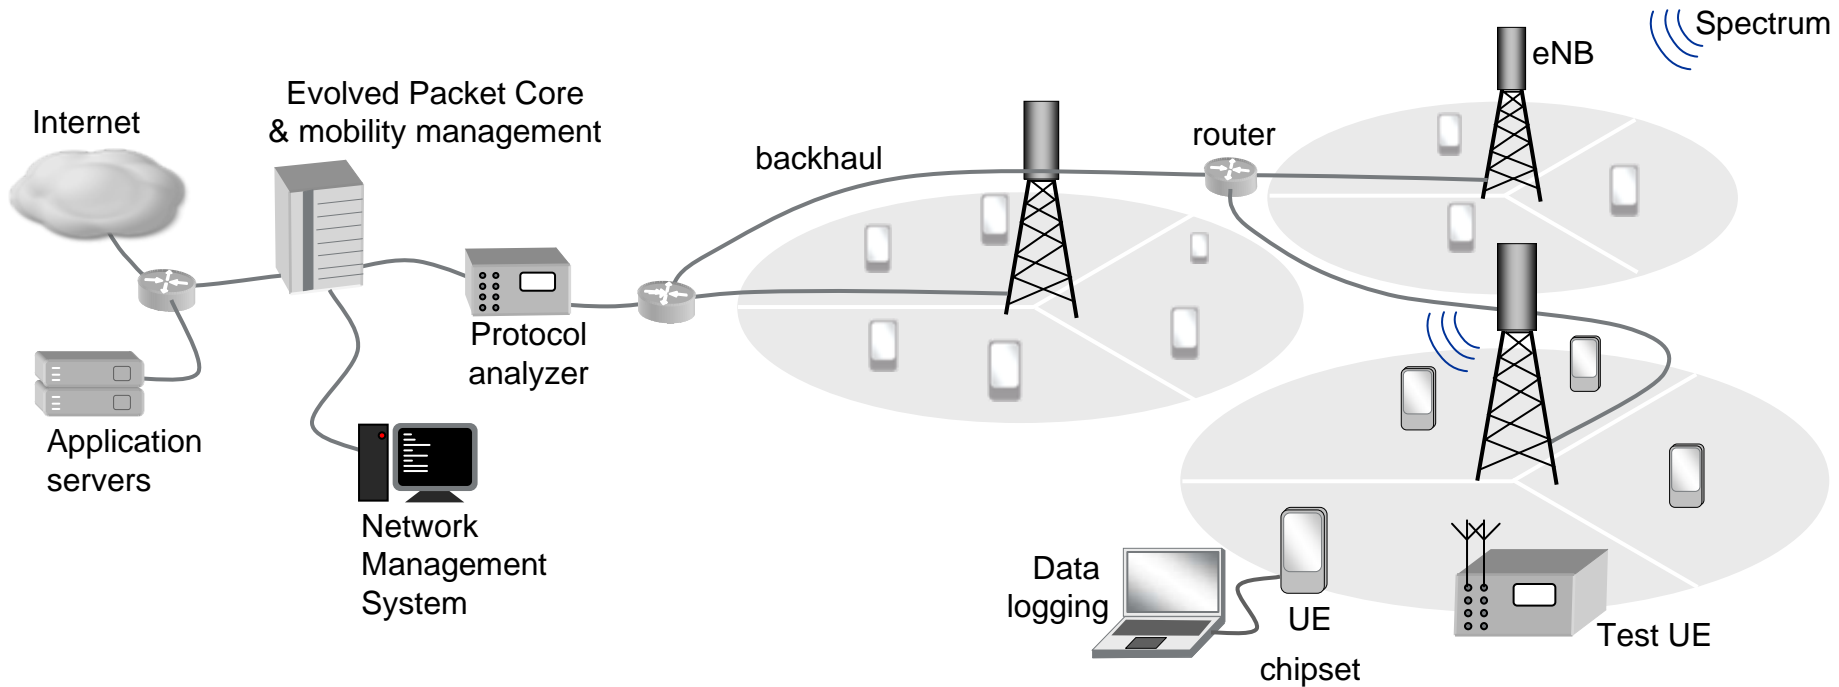 Spectrum
eNB
Evolved Packet Core
& mobility management
Internet
router
backhaul
Protocol
analyzer
Application
servers
Network
Management
System
Data
logging
UE
chipset
Test UE